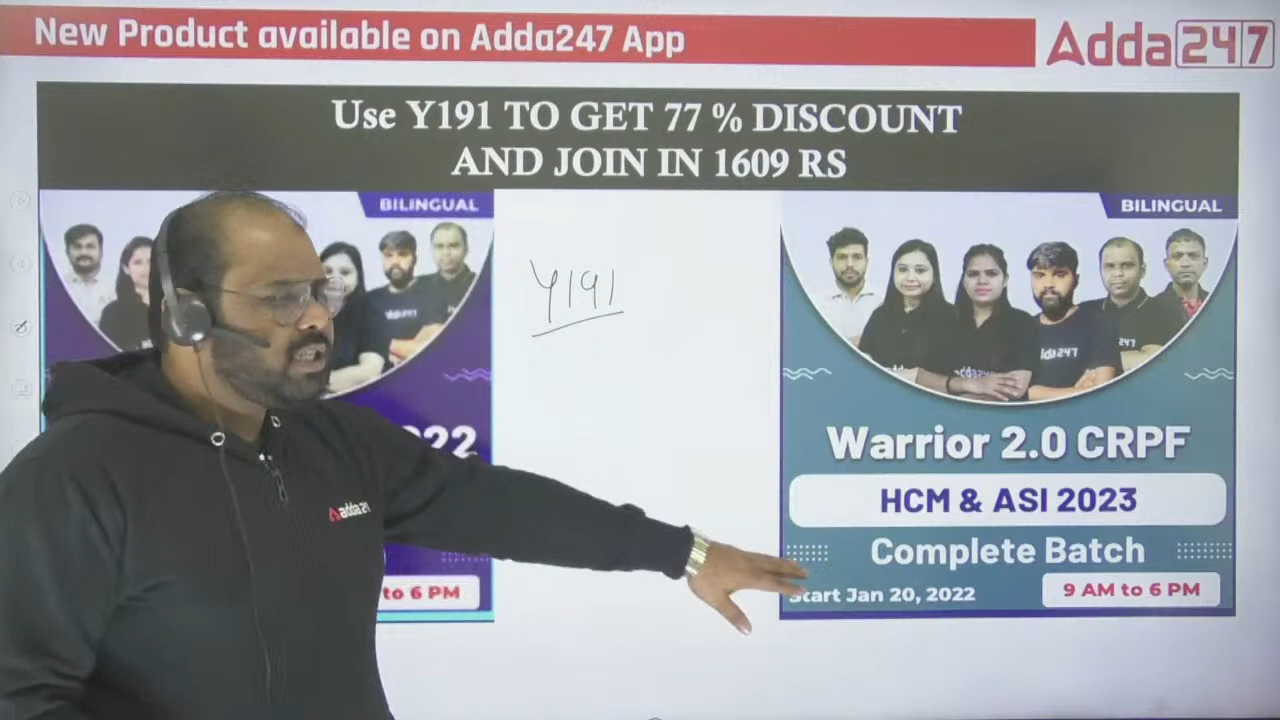 New Product available on Adda247 App
Adda247
Use Y191 TO GET 77 % DISCOUNT
AND JOIN IN 1609 RS
BILINGUAL
to 6 PM
Y191
adda247
BILINGUAL
247
Warrior 2.0 CRPF
HCM & ASI 2023
Complete Batch
Start Jan 20, 2022
9 AM to 6 PM